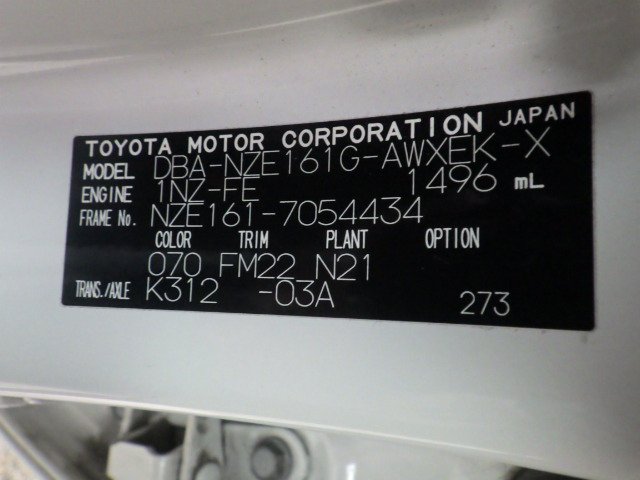 TOYOTA MOTOR CORPORATION JAPAN
MODEL DBA-NZE161G-AWXEK-X
ENGINE 1NZ-FE 1496 mL
FRAME No. NZE161-7054434
COLOR TRIM PLANT OPTION
070 FM22 N21
TRANS./AXLE K312 -03A 273